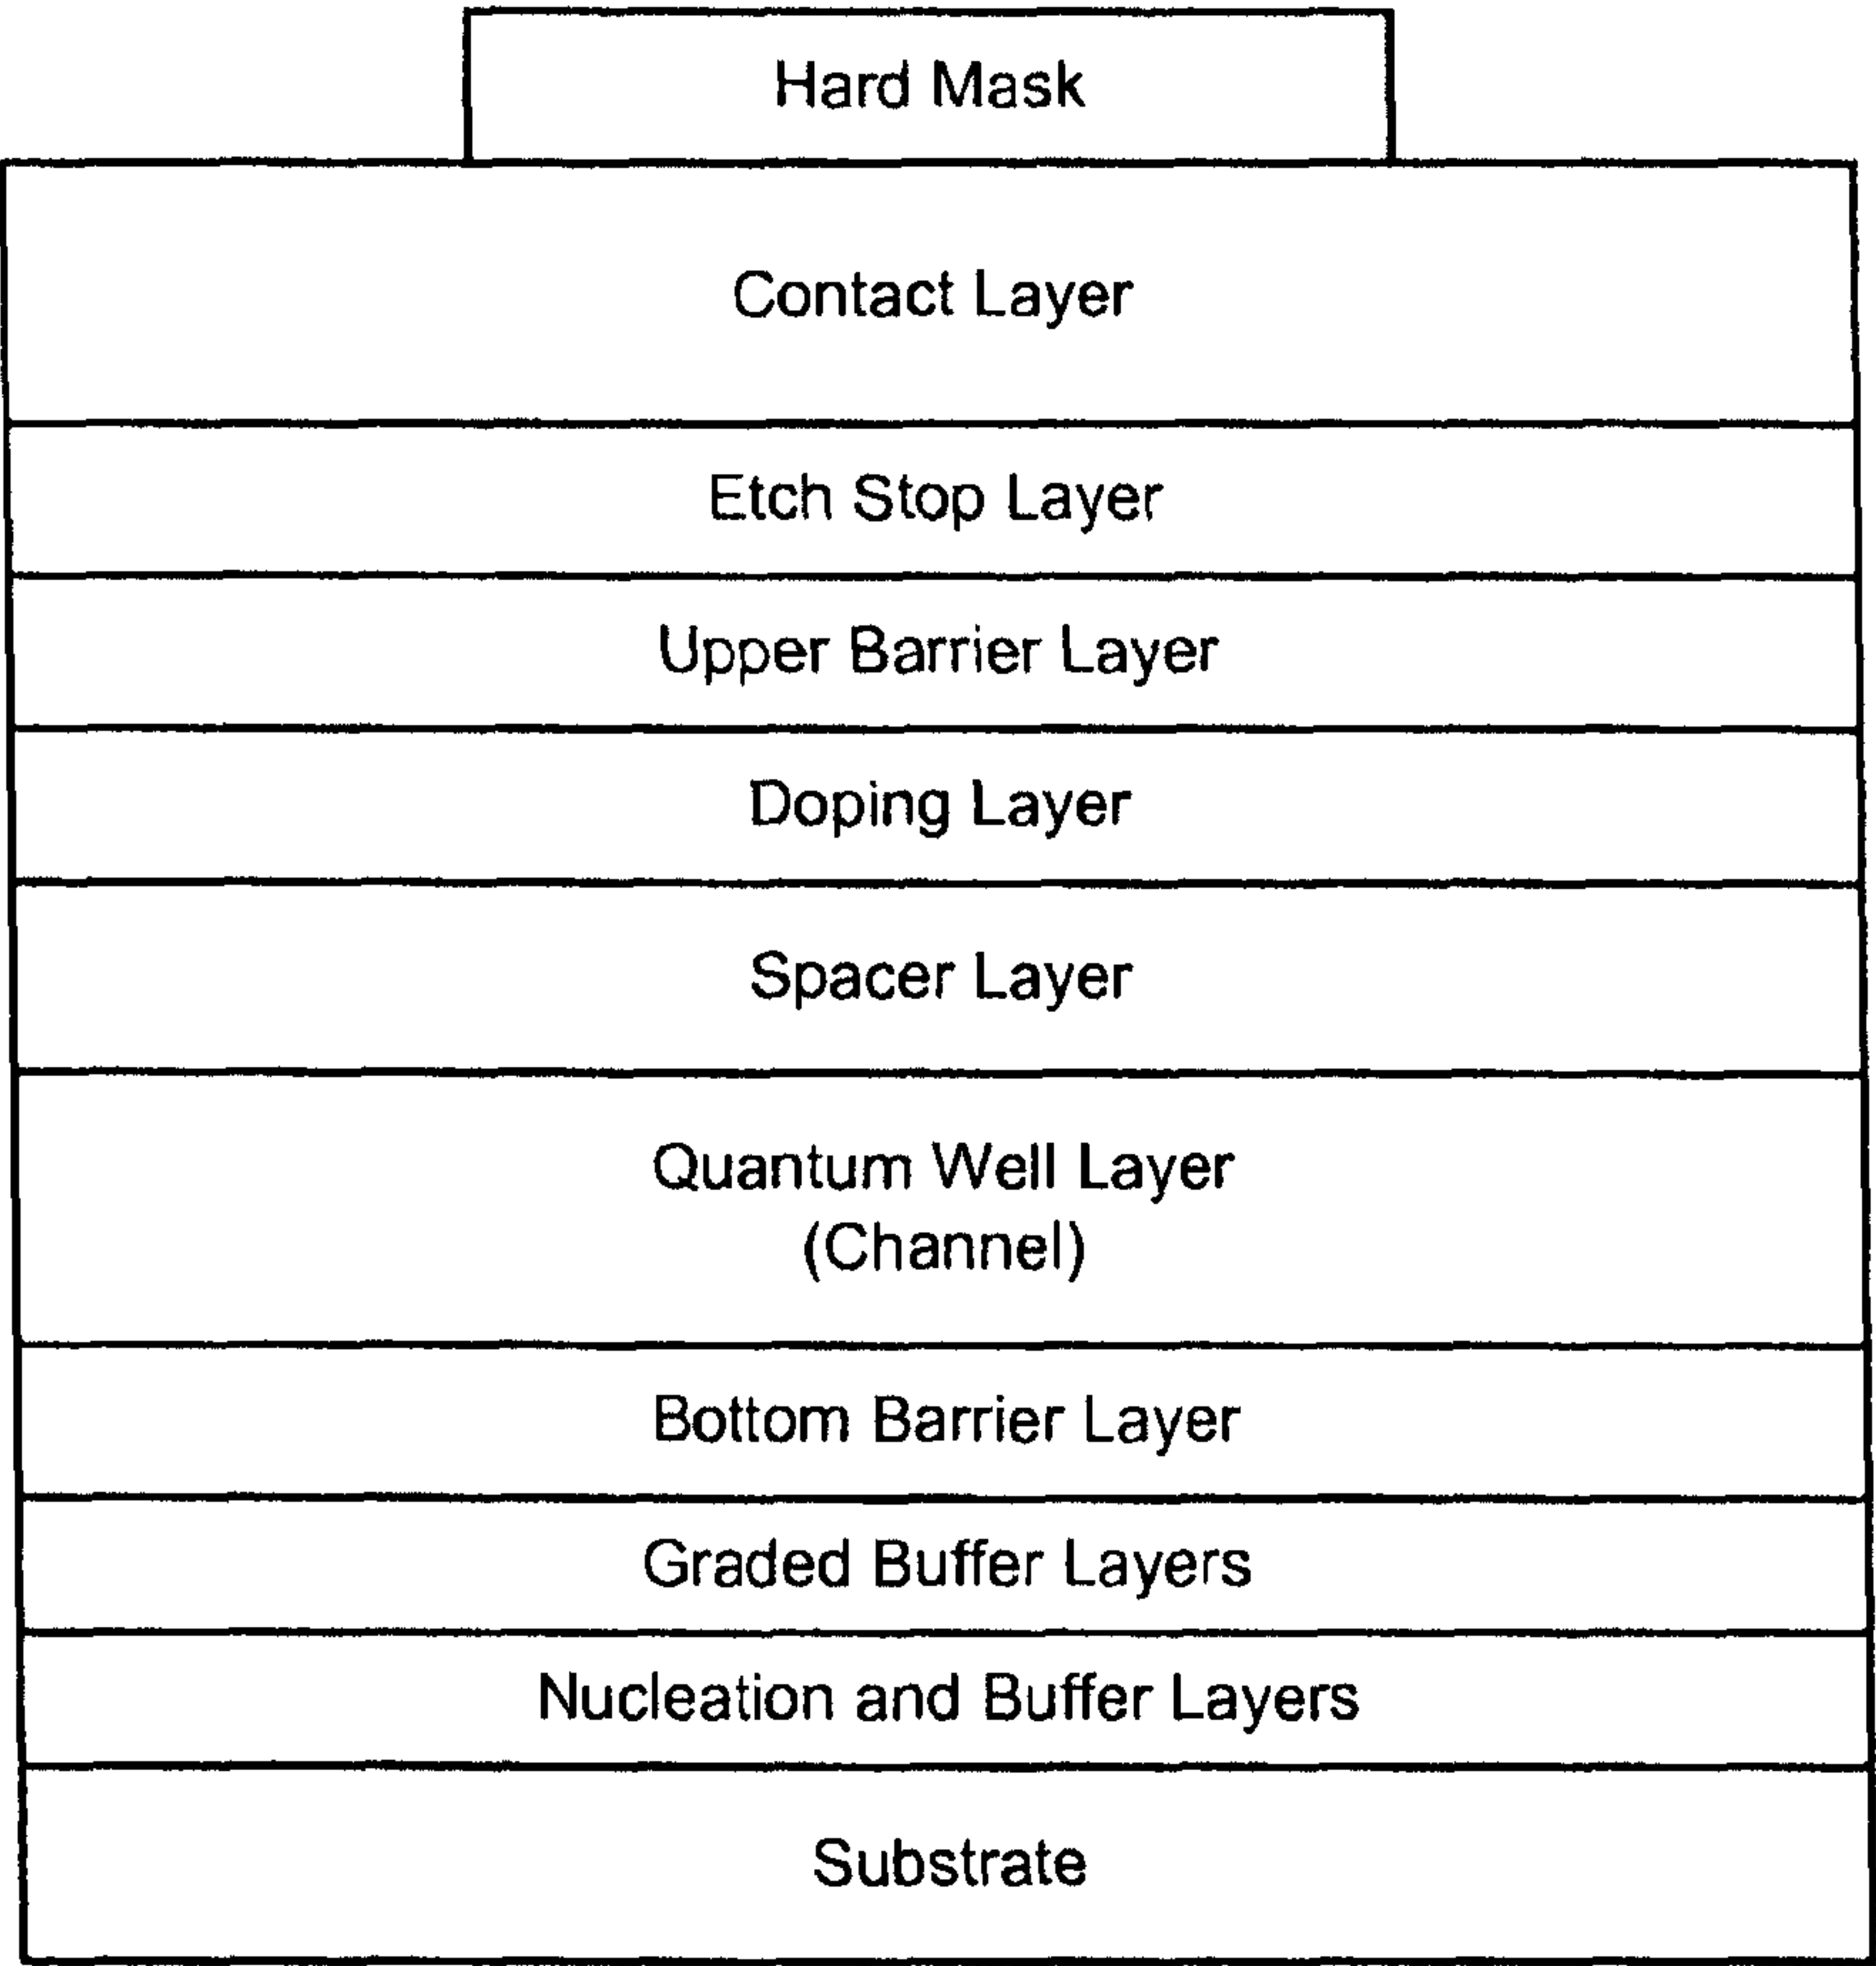 Hard Mask
Contact Layer
Etch Stop Layer
Upper Barrier Layer
Doping Layer
Spacer Layer
Quantum Well Layer
(Channel)
Bottom Barrier Layer
Graded Buffer Layers
Nucleation and Buffer Layers
Substrate